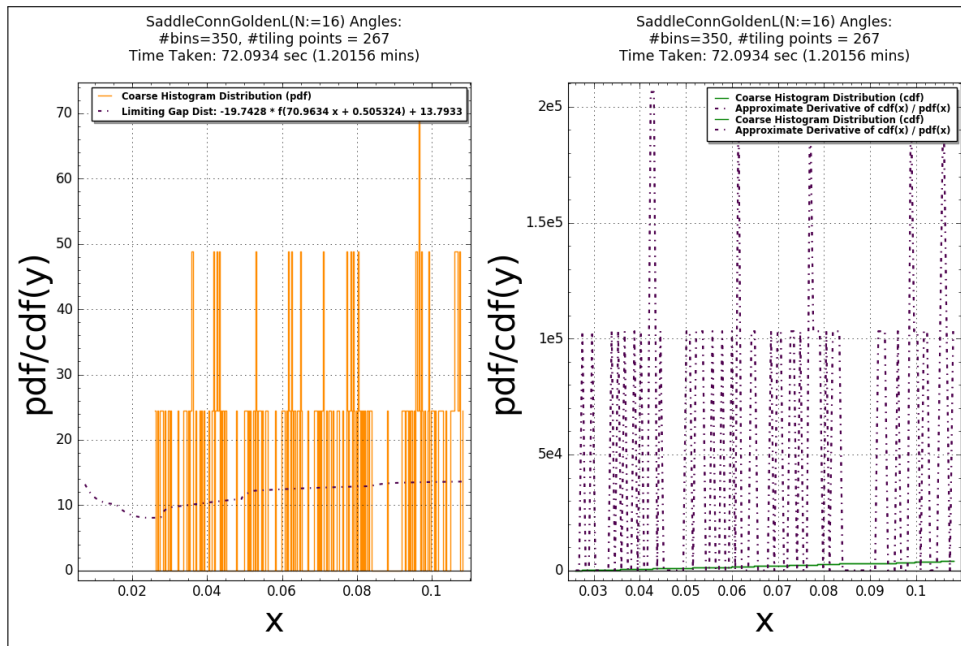 SaddleConnGoldenL(N:=16) Angles:
#bins=350, #tiling points = 267
Time Taken: 72.0934 sec (1.20156 mins)
Coarse Histogram Distribution (pdf)
Limiting Gap Dist: -19.7428 * f(70.9634 x + 0.505324) + 13.7933
70
60
50
40
30
20
10
0
0.02
0.04
0.06
0.08
0.1
pdf/cdf(y)
x
SaddleConnGoldenL(N:=16) Angles:
#bins=350, #tiling points = 267
Time Taken: 72.0934 sec (1.20156 mins)
Coarse Histogram Distribution (cdf)
Approximate Derivative of cdf(x) / pdf(x)
Coarse Histogram Distribution (cdf)
Approximate Derivative of cdf(x) / pdf(x)
2e5
1.5e5
1e5
5e4
0
0.03
0.04
0.05
0.06
0.07
0.08
0.09
0.1
pdf/cdf(y)
x